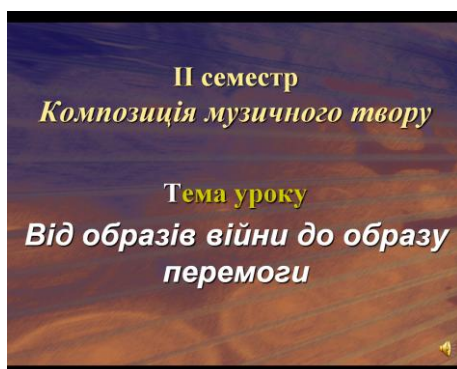 ІІ семестр
Композиція музичного твору
Тема уроку
Від образів війни до образу
перемоги